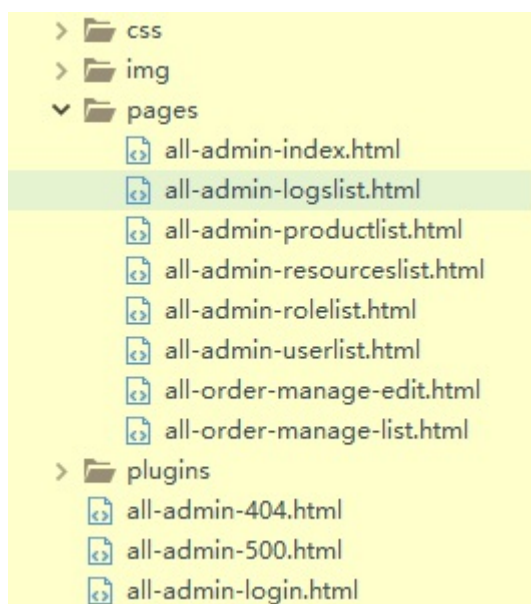 css
img
pages
all-admin-index.html
all-admin-logslist.html
all-admin-productlist.html
all-admin-resourceslist.html
all-admin-rolelist.html
all-admin-userlist.html
all-order-manage-edit.html
all-order-manage-list.html
plugins
all-admin-404.html
all-admin-500.html
all-admin-login.html